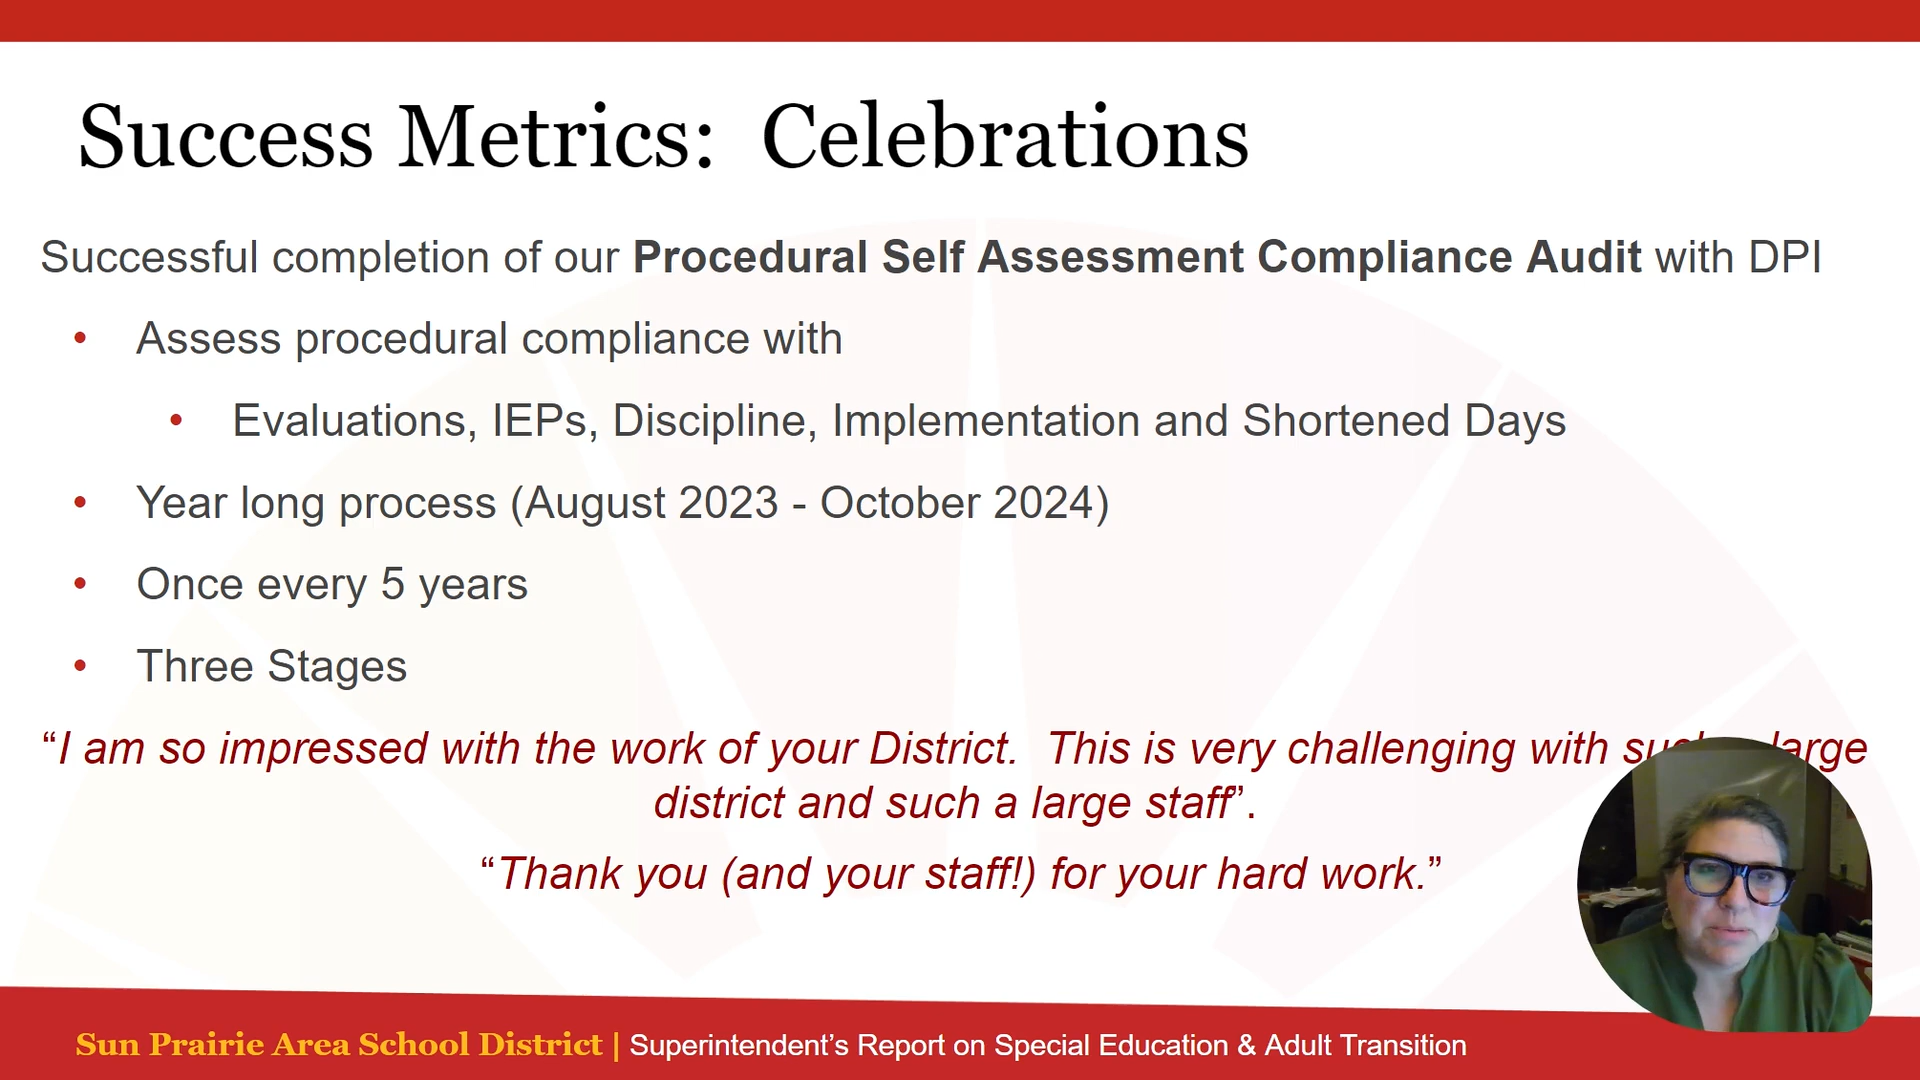 Success Metrics:  Celebrations
Successful completion of our Procedural Self Assessment Compliance Audit with DPI
• Assess procedural compliance with
• Evaluations, IEPs, Discipline, Implementation and Shortened Days
• Year long process (August 2023 - October 2024)
• Once every 5 years
• Three Stages
“I am so impressed with the work of your District.  This is very challenging with large
district and such a large staff”.
“Thank you (and your staff!) for your hard work.”
Sun Prairie Area School District | Superintendent’s Report on Special Education & Adult Transition